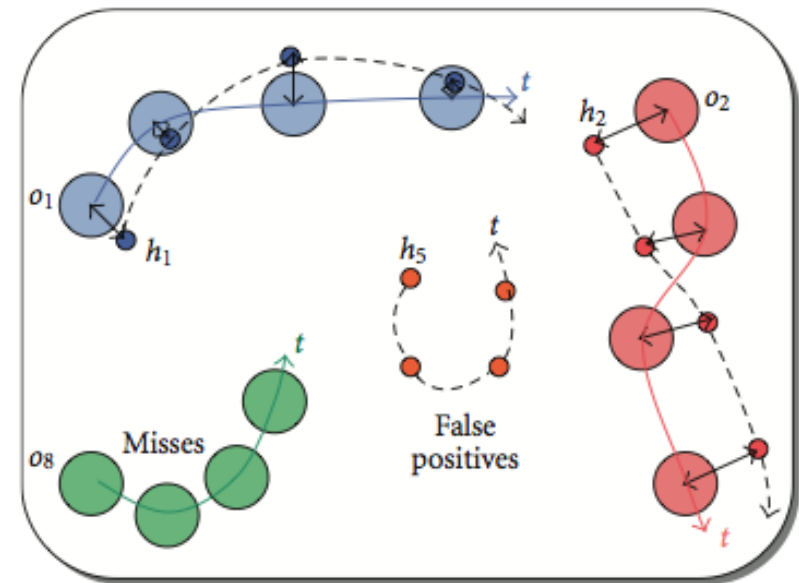 t
o1
h1
h2
o2
h5
t
False
positives
t
Misses
o8
t